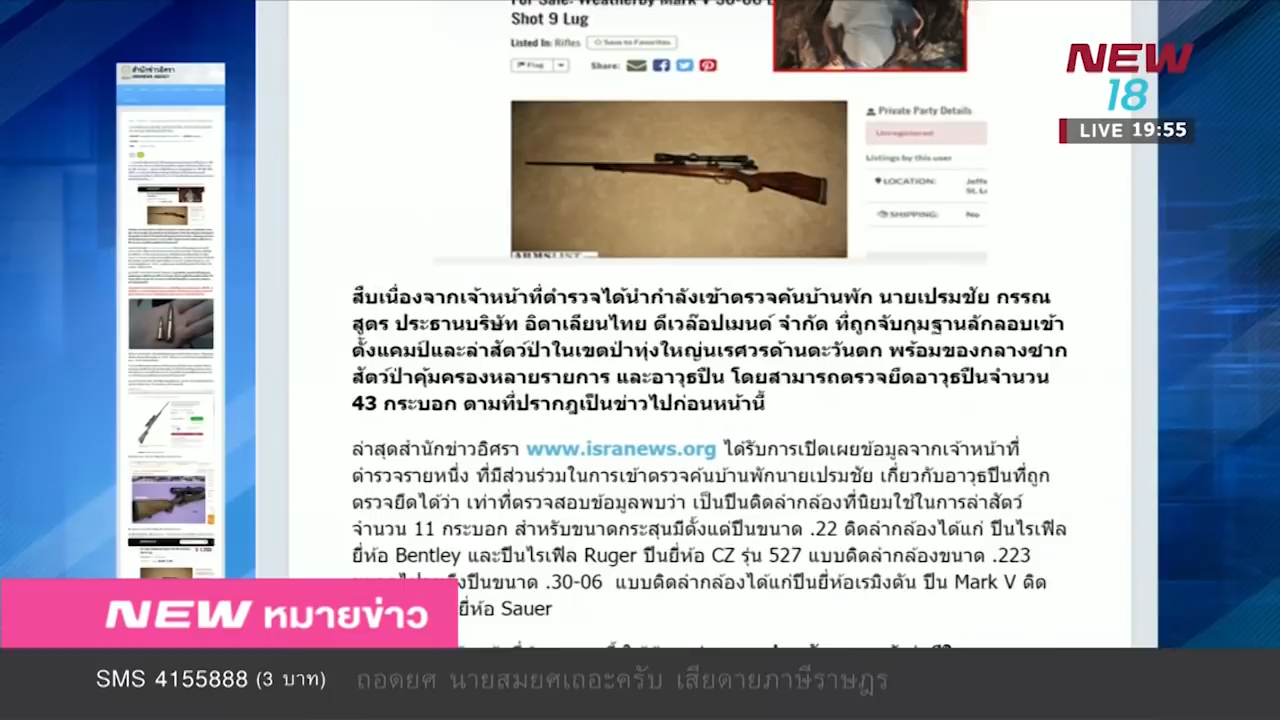 For Sale: Weatherby Mark V 30-06
Shot 9 Lug
Listed In: Rifles
Save to Favorites
Flag
Share:
NEW
18
LIVE 19:55
Private Party Details
Unregistered
Listings by this user
LOCATION:
SHIPPING:
No
สำนักข่าวอิศรา
สืบเนื่องจากเจ้าหน้าที่ตำรวจได้นำกำลังเข้าตรวจค้นบ้านพัก นายเปรมชัย กรรณ
สูตร ประธานบริษัท อิตาเลียนไทย ดีเวล๊อปเมนต์ จำกัด ที่ถูกจับกุมฐานลักลอบเข้า
ตั้งแคมป์และล่าสัตว์ป่าในเขตป่าทุ่งใหญ่นเรศวรด้านตะวันตก พร้อมของกลางซาก
สัตว์ป่าคุ้มครองหลายรายการ และอาวุธปืน โดยสามารถตรวจยึดอาวุธปืนจำนวน
43 กระบอก ตามที่ปรากฎเป็นข่าวไปก่อนหน้านี้
ล่าสุดสำนักข่าวอิศรา www.isranews.org ได้รับการเปิดเผยข้อมูลจากเจ้าหน้าที่
ตำรวจรายหนึ่ง ที่มีส่วนร่วมในการเข้าตรวจค้นบ้านพักนายเปรมชัย เกี่ยวกับอาวุธปืนที่ถูก
ตรวจยึดได้ว่า เท่าที่ตรวจสอบข้อมูลพบว่า เป็นปืนติดลำกล้องที่นิยมใช้ในการล่าสัตว์
จำนวน 11 กระบอก สำหรับขนาดกระสุนมีตั้งแต่ปืนขนาด .22 ติดลำกล้องได้แก่ ปืนไรเฟิล
ยี่ห้อ Bentley และปืนไรเฟิล Ruger ปืนยี่ห้อ CZ รุ่น 527 แบบติดลำกล้องขนาด .223
ปืนขนาด .30-06 แบบติดลำกล้องได้แก่ปืนยี่ห้อเรมิงตัน ปืน Mark V ติด
ยี่ห้อ Sauer
NEW หมายข่าว
SMS 4155888 (3 บาท) ถอดยศ นายสมยศเถอะครับ เสียดายภาษีราษฎร